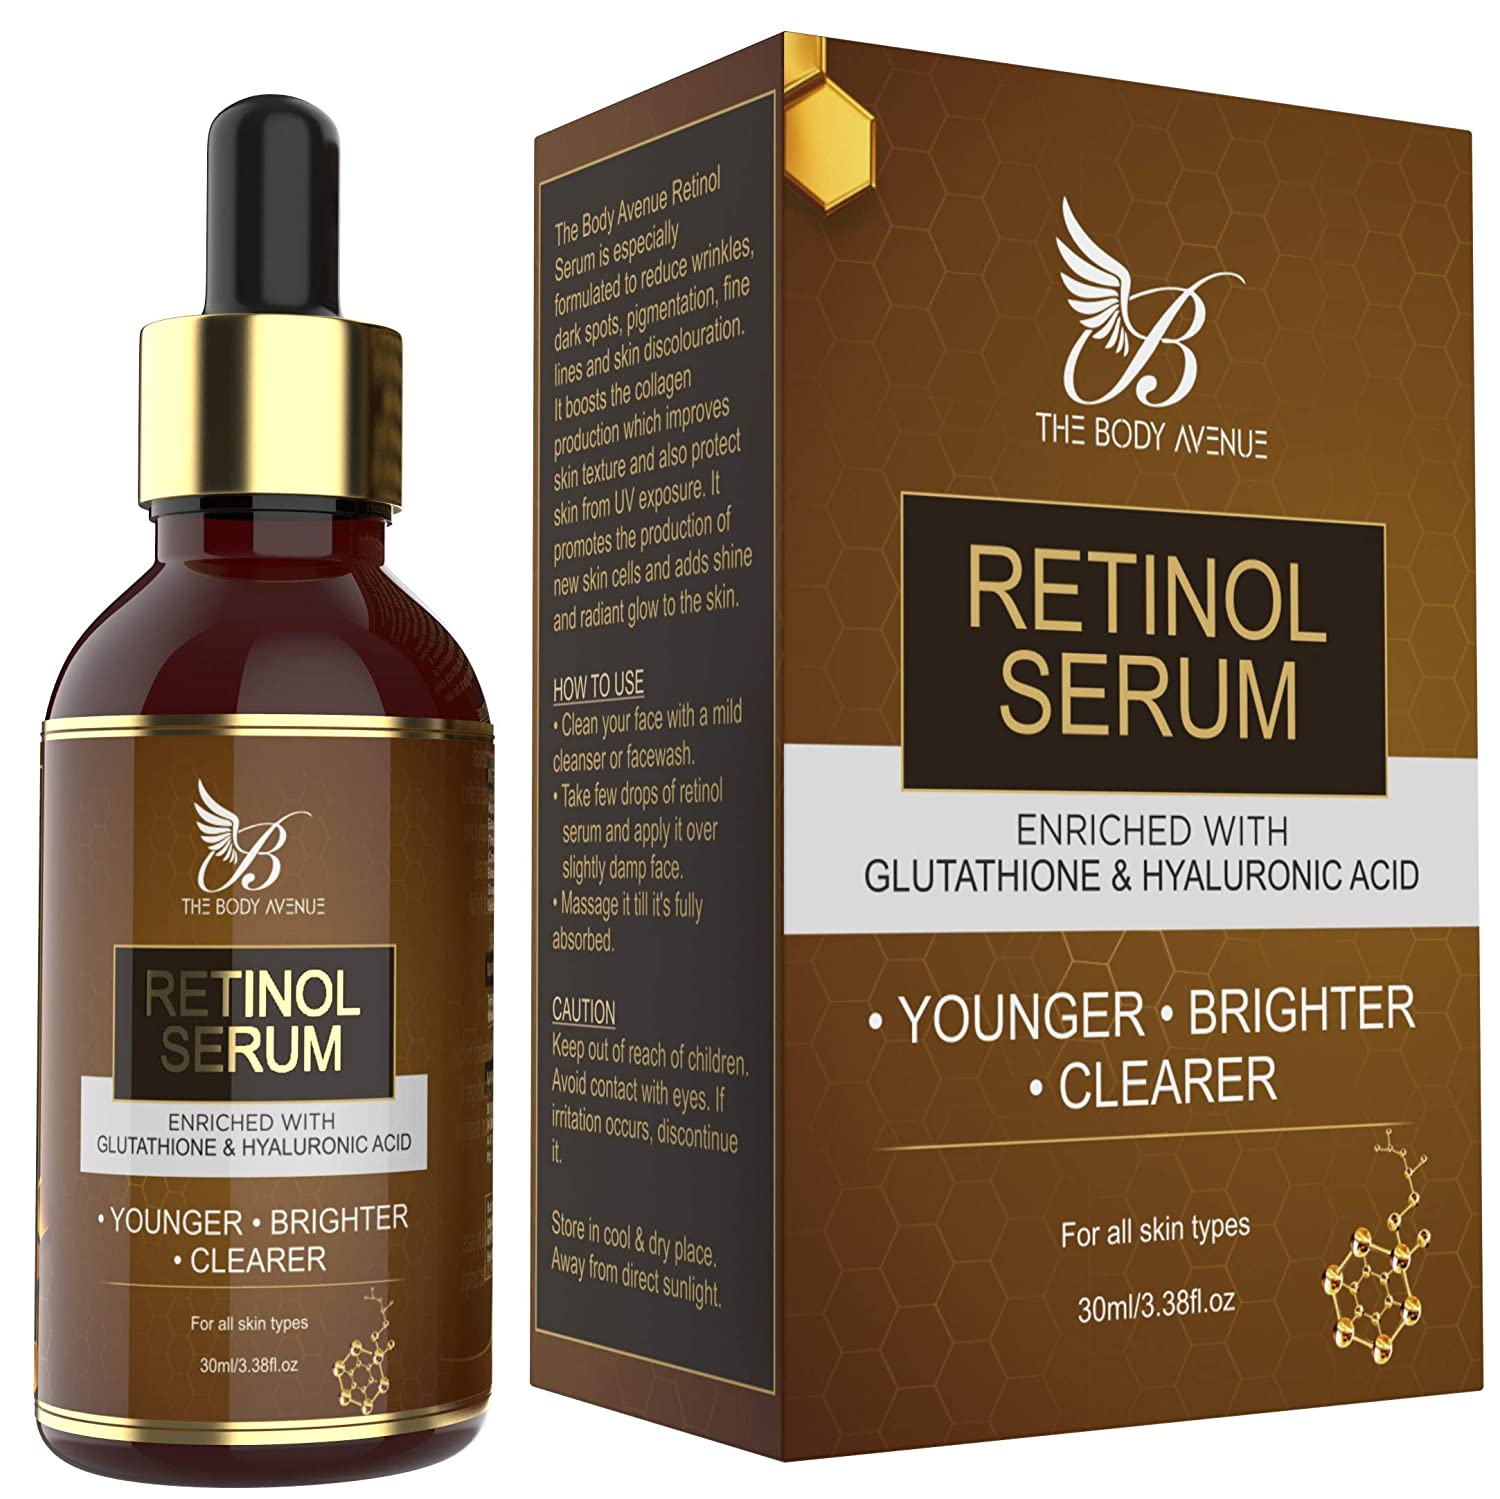 B
THE BODY AVENUE
RETINOL
SERUM
ENRICHED WITH
GLUTATHIONE & HYALURONIC ACID
• YOUNGER • BRIGHTER
• CLEARER
For all skin types
30ml/3.38fl.oz
The Body Avenue Retinol
Serum is especially
formulated to reduce wrinkles,
dark spots, pigmentation, fine
lines and skin discolouration.
It boosts the collagen
production which improves
skin texture and also protect
skin from UV exposure. It
promotes the production of
new skin cells and adds shine
and radiant glow to the skin.
HOW TO USE
• Clean your face with a mild
cleanser or facewash.
• Take few drops of retinol
serum and apply it over
slightly damp face.
• Massage it till it's fully
absorbed.
CAUTION
Keep out of reach of children.
Avoid contact with eyes. If
irritation occurs, discontinue
it.
Store in cool & dry place.
Away from direct sunlight.
B
THE BODY AVENUE
RETINOL
SERUM
ENRICHED WITH
GLUTATHIONE & HYALURONIC ACID
• YOUNGER • BRIGHTER
• CLEARER
For all skin types
30ml/3.38fl.oz